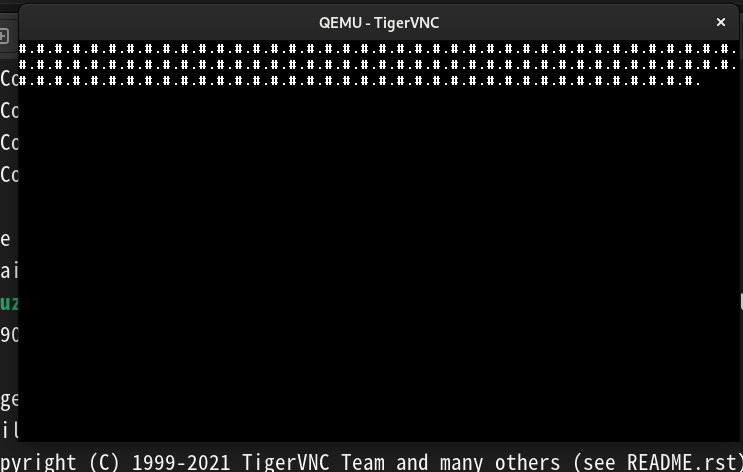 QEMU - TigerVNC
#.#.#.#.#.#.#.#.#.#.#.#.#.#.#.#.#.#.#.#.#.#.#.#.#.#.#.#.#.#.#.#.#.#.#.#.#.#.#.#.
#.#.#.#.#.#.#.#.#.#.#.#.#.#.#.#.#.#.#.#.#.#.#.#.#.#.#.#.#.#.#.#.#.#.#.#.#.#.#.#.
#.#.#.#.#.#.#.#.#.#.#.#.#.#.#.#.#.#.#.#.#.#.#.#.#.#.#.#.#.#.#.#.#.#.#.#.#.#.
Co
Co
Co
Co
e
ai
uz
90
ge
il
pyright (C) 1999-2021 TigerVNC Team and many others (see README.rst)